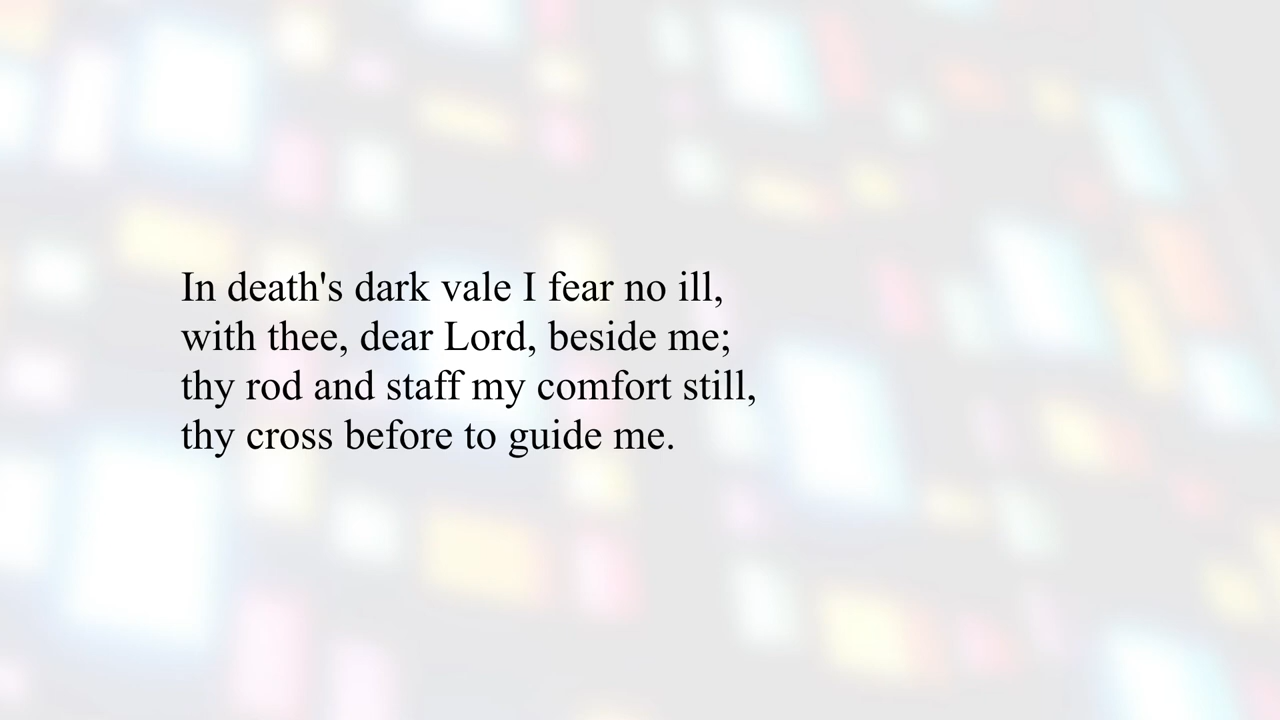 In death's dark vale I fear no ill,
with thee, dear Lord, beside me;
thy rod and staff my comfort still,
thy cross before to guide me.